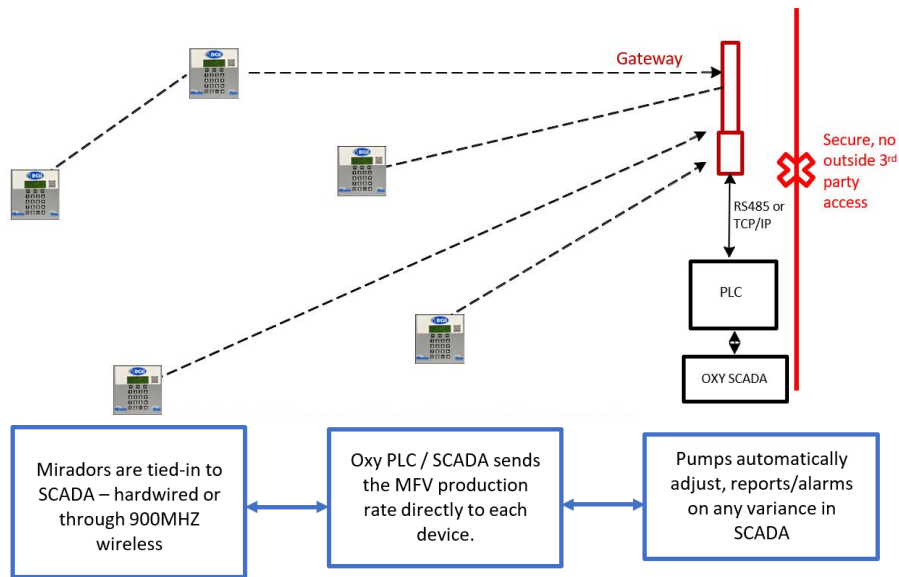 Gateway
Secure, no
outside 3rd
party
access
RS485 or
TCP/IP
PLC
OXY SCADA
Miradors are tied-in to
SCADA – hardwired or
through 900MHZ
wireless
Oxy PLC / SCADA sends
the MFV production
rate directly to each
device.
Pumps automatically
adjust, reports/alarms
on any variance in
SCADA